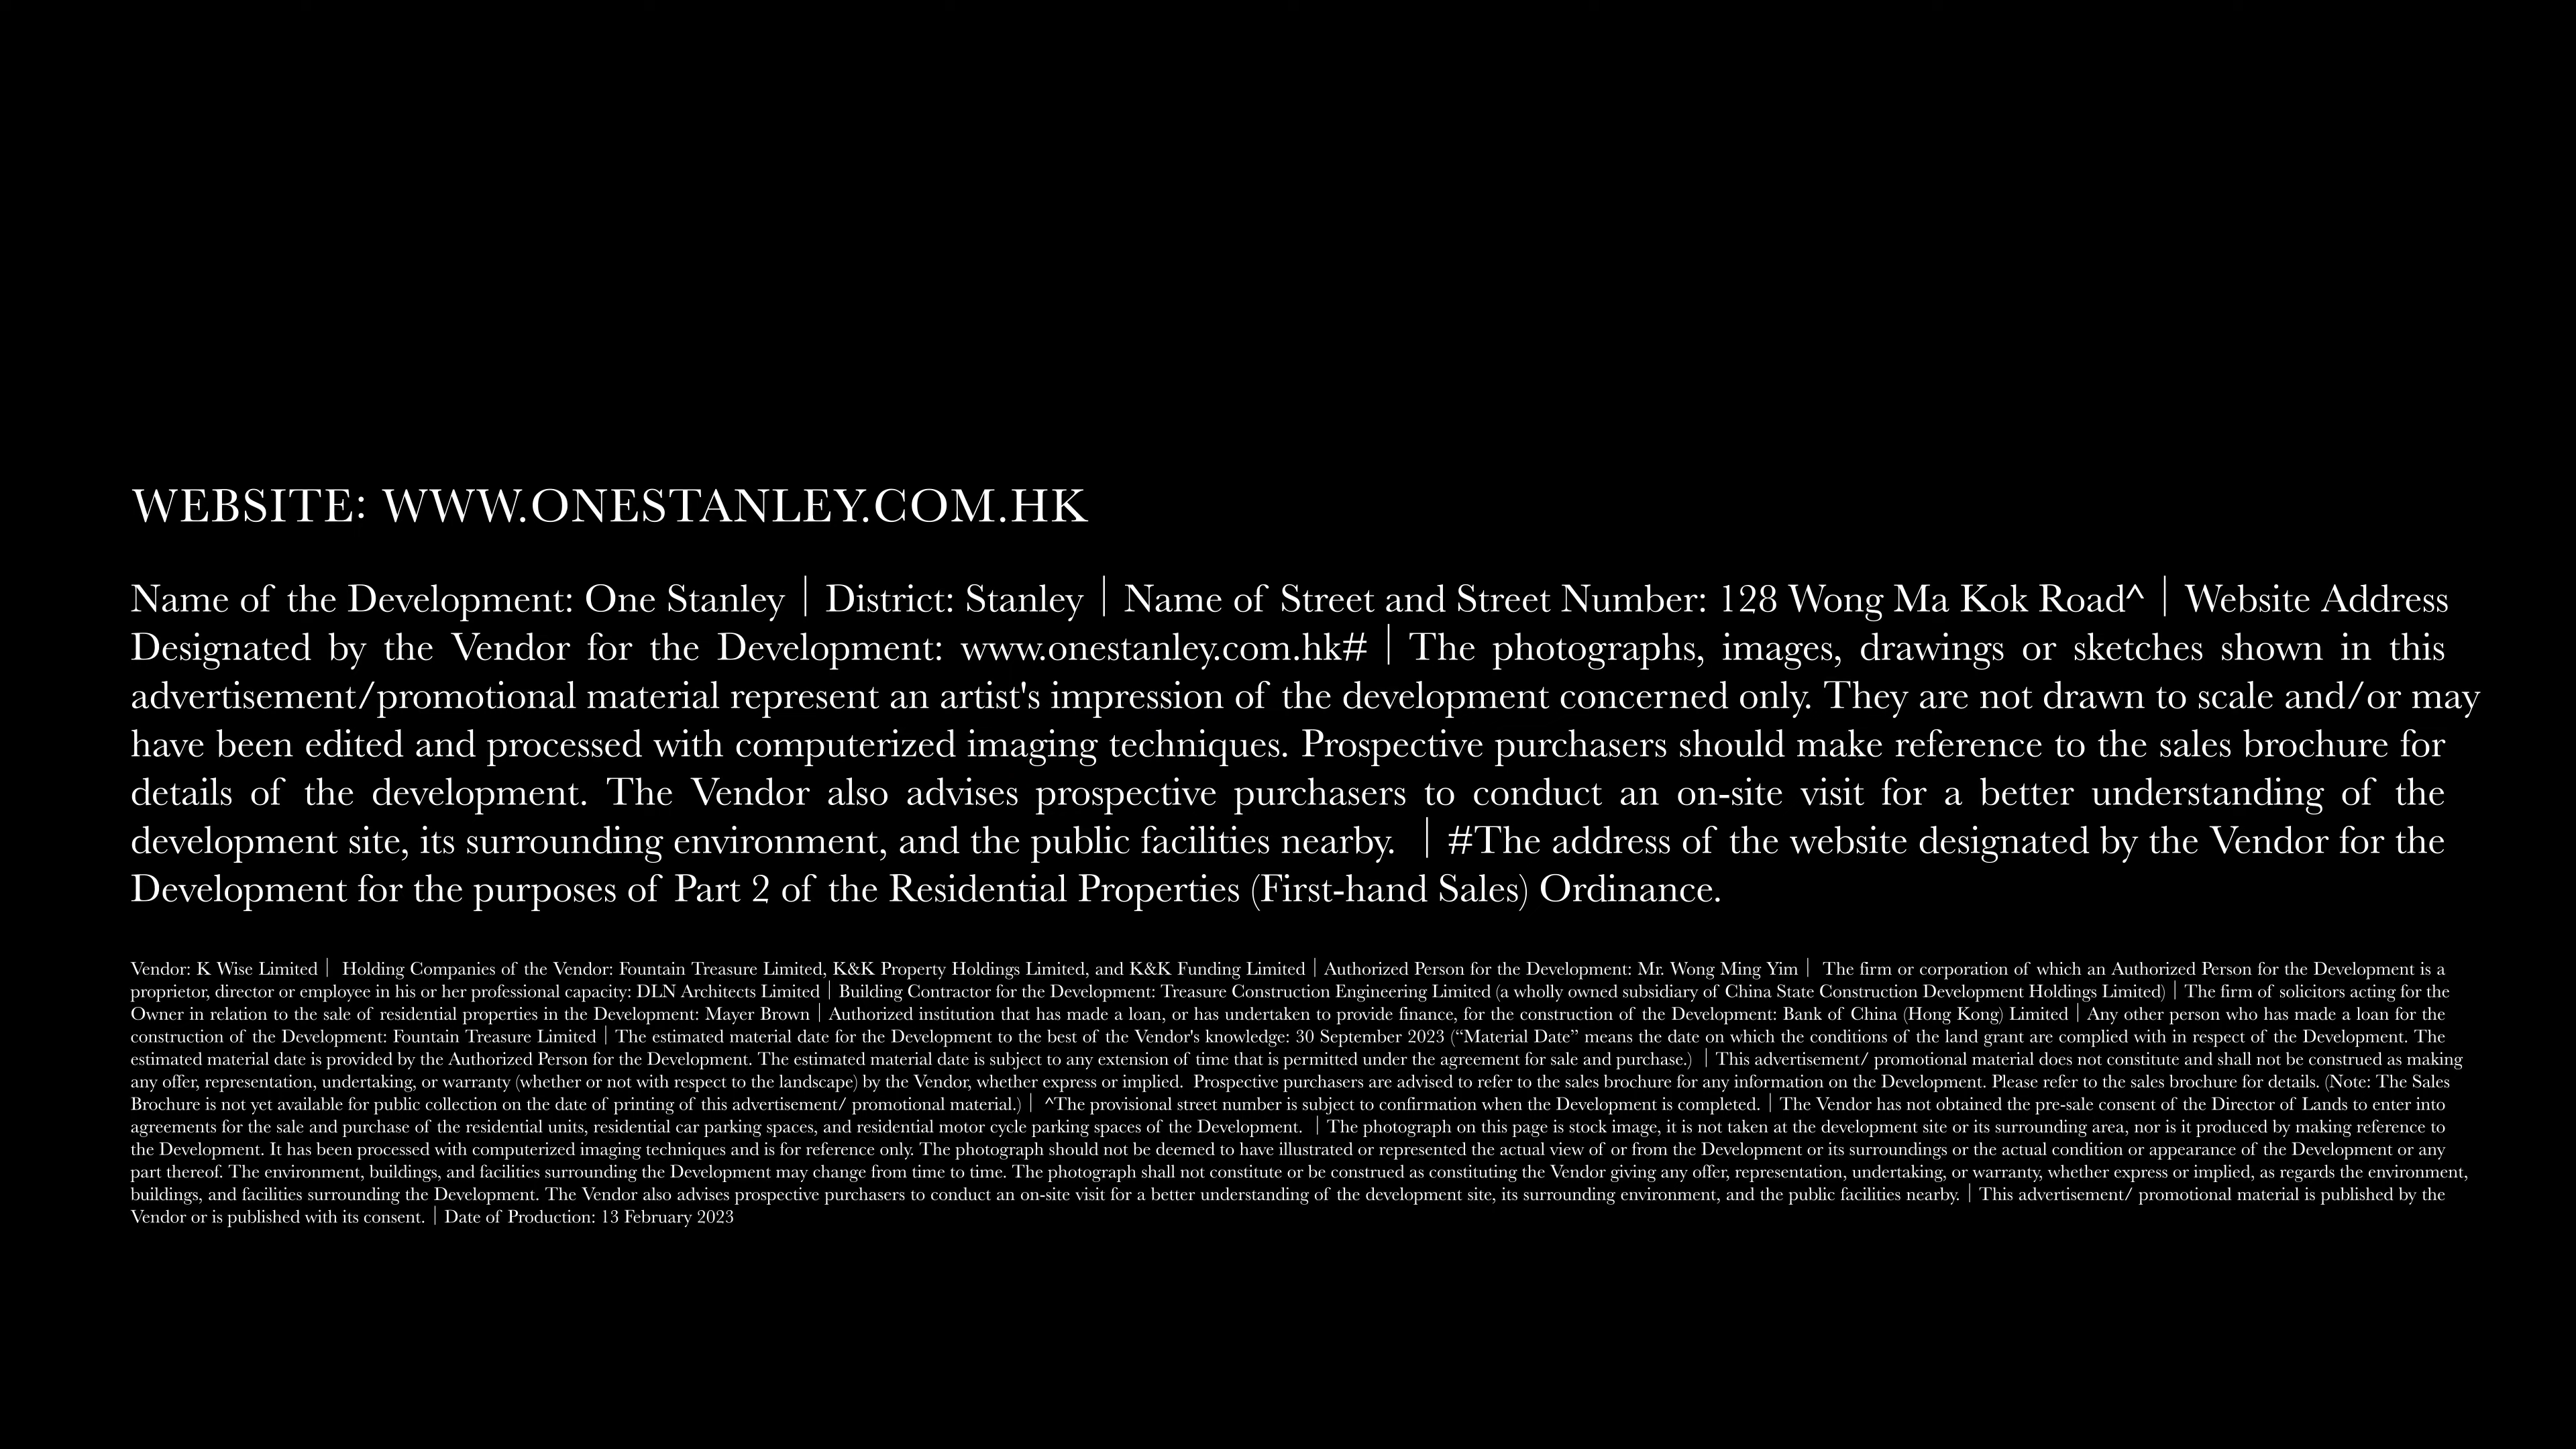 WEBSITE: WWW.ONESTANLEY.COM.HK
Name of the Development: One Stanley | District: Stanley | Name of Street and Street Number: 128 Wong Ma Kok Road^ | Website Address
Designated by the Vendor for the Development: www.onestanley.com.hk# | The photographs, images, drawings or sketches shown in this
advertisement/promotional material represent an artist's impression of the development concerned only. They are not drawn to scale and/or may
have been edited and processed with computerized imaging techniques. Prospective purchasers should make reference to the sales brochure for
details of the development. The Vendor also advises prospective purchasers to conduct an on-site visit for a better understanding of the
development site, its surrounding environment, and the public facilities nearby. | #The address of the website designated by the Vendor for the
Development for the purposes of Part 2 of the Residential Properties (First-hand Sales) Ordinance.
Vendor: K Wise Limited | Holding Companies of the Vendor: Fountain Treasure Limited, K&K Property Holdings Limited, and K&K Funding Limited | Authorized Person for the Development: Mr. Wong Ming Yim | The firm or corporation of which an Authorized Person for the Development is a
proprietor, director or employee in his or her professional capacity: DLN Architects Limited | Building Contractor for the Development: Treasure Construction Engineering Limited (a wholly owned subsidiary of China State Construction Development Holdings Limited) | The firm of solicitors acting for the
Owner in relation to the sale of residential properties in the Development: Mayer Brown | Authorized institution that has made a loan, or has undertaken to provide finance, for the construction of the Development: Bank of China (Hong Kong) Limited | Any other person who has made a loan for the
construction of the Development: Fountain Treasure Limited | The estimated material date for the Development to the best of the Vendor's knowledge: 30 September 2023 (“Material Date” means the date on which the conditions of the land grant are complied with in respect of the Development. The
estimated material date is provided by the Authorized Person for the Development. The estimated material date is subject to any extension of time that is permitted under the agreement for sale and purchase.) | This advertisement/ promotional material does not constitute and shall not be construed as making
any offer, representation, undertaking, or warranty (whether or not with respect to the landscape) by the Vendor, whether express or implied. Prospective purchasers are advised to refer to the sales brochure for any information on the Development. Please refer to the sales brochure for details. (Note: The Sales
Brochure is not yet available for public collection on the date of printing of this advertisement/ promotional material.) | ^The provisional street number is subject to confirmation when the Development is completed. | The Vendor has not obtained the pre-sale consent of the Director of Lands to enter into
agreements for the sale and purchase of the residential units, residential car parking spaces, and residential motor cycle parking spaces of the Development. | The photograph on this page is stock image, it is not taken at the development site or its surrounding area, nor is it produced by making reference to
the Development. It has been processed with computerized imaging techniques and is for reference only. The photograph should not be deemed to have illustrated or represented the actual view of or from the Development or its surroundings or the actual condition or appearance of the Development or any
part thereof. The environment, buildings, and facilities surrounding the Development may change from time to time. The photograph shall not constitute or be construed as constituting the Vendor giving any offer, representation, undertaking, or warranty, whether express or implied, as regards the environment,
buildings, and facilities surrounding the Development. The Vendor also advises prospective purchasers to conduct an on-site visit for a better understanding of the development site, its surrounding environment, and the public facilities nearby. | This advertisement/ promotional material is published by the
Vendor or is published with its consent. | Date of Production: 13 February 2023